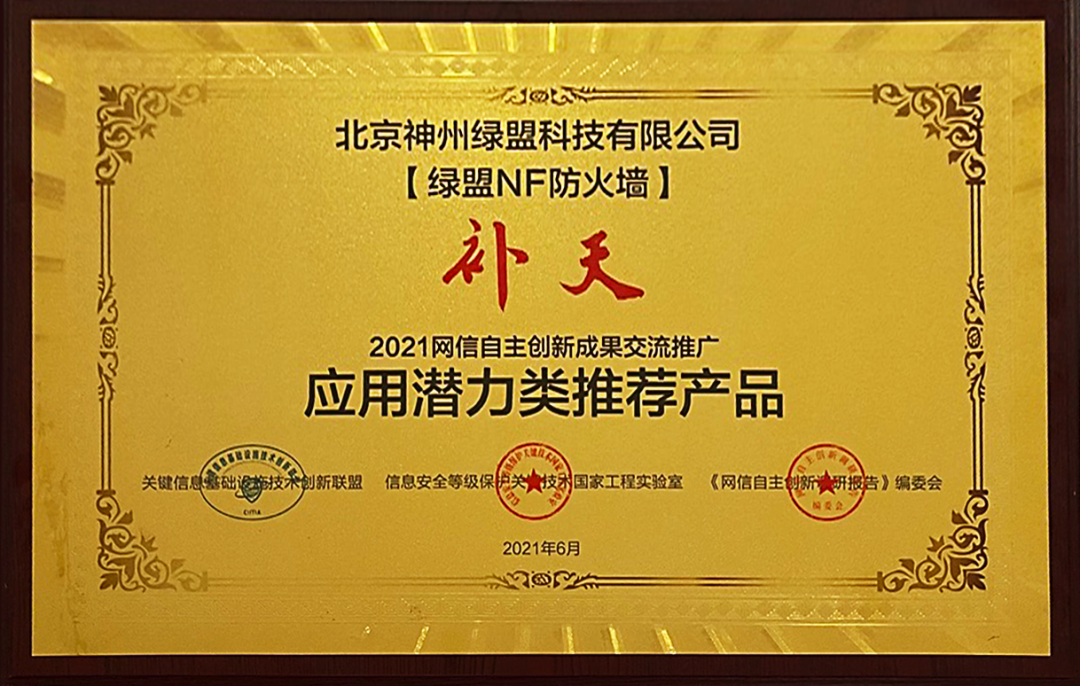 北京神州绿盟科技有限公司
【绿盟NF防火墙】
补天
2021网信自主创新成果交流推广
应用潜力类推荐产品
关键信息基础设施技术创新联盟 信息安全等级保护关键技术国家工程实验室 《网信自主创新调研报告》编委会
CIITIA
编委会
2021年6月